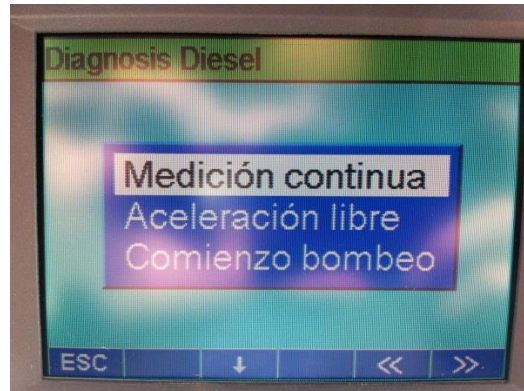 Diagnosis Diesel
Medición continua
Aceleración libre
Comienzo bombeo
ESC ↓ << >>